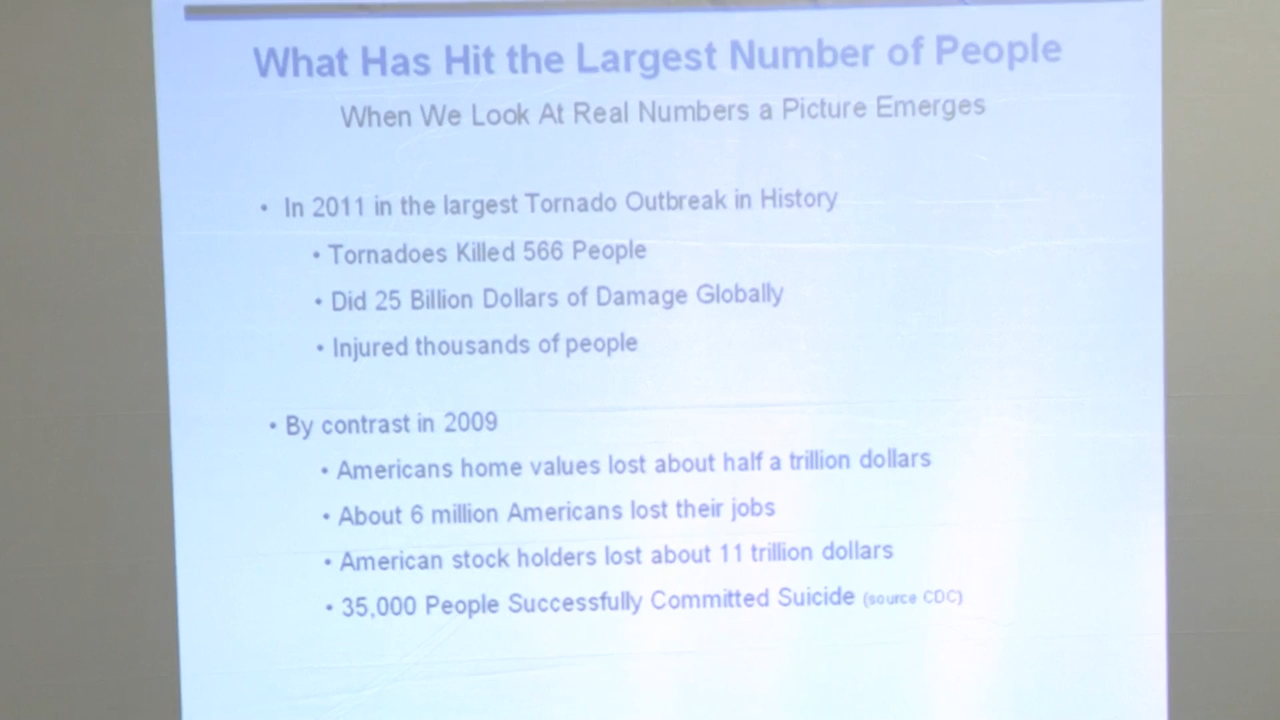 What Has Hit the Largest Number of People
When We Look At Real Numbers a Picture Emerges
• In 2011 in the largest Tornado Outbreak in History
• Tornadoes Killed 566 People
• Did 25 Billion Dollars of Damage Globally
• Injured thousands of people
• By contrast in 2009
• Americans home values lost about half a trillion dollars
• About 6 million Americans lost their jobs
• American stock holders lost about 11 trillion dollars
• 35,000 People Successfully Committed Suicide (source CDC)